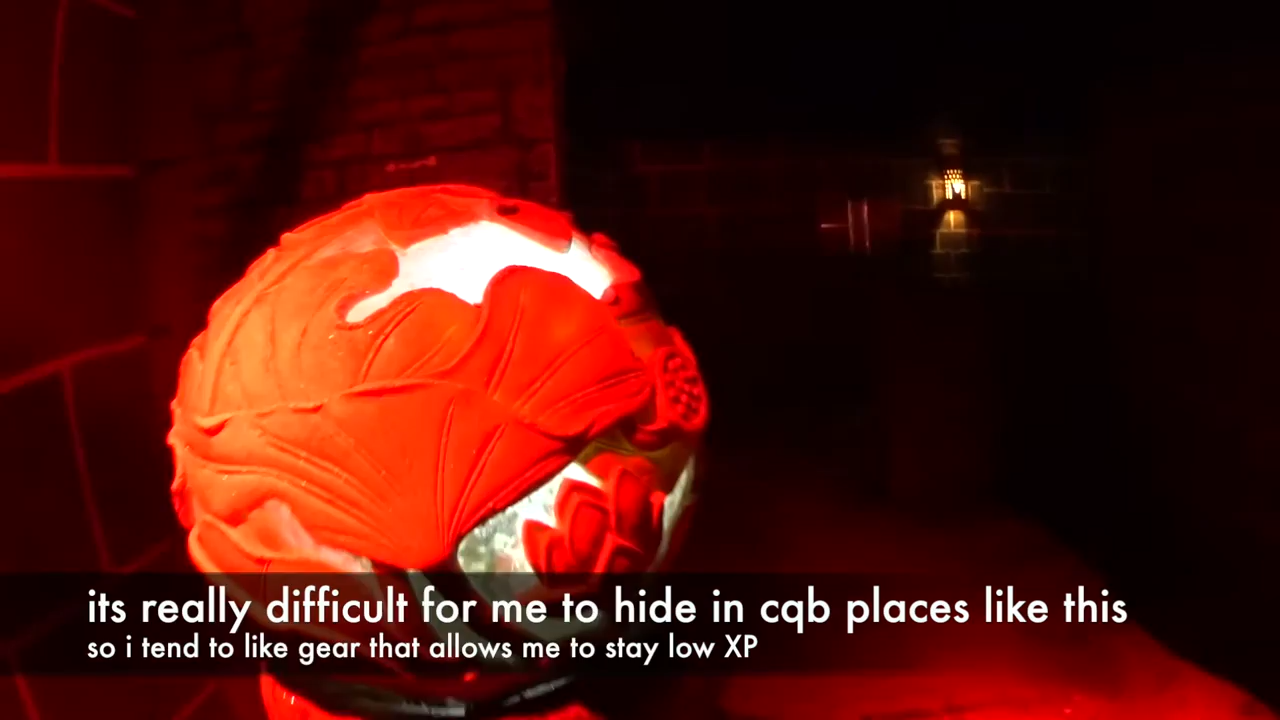 its really difficult for me to hide in cqb places like this
so i tend to like gear that allows me to stay low XP